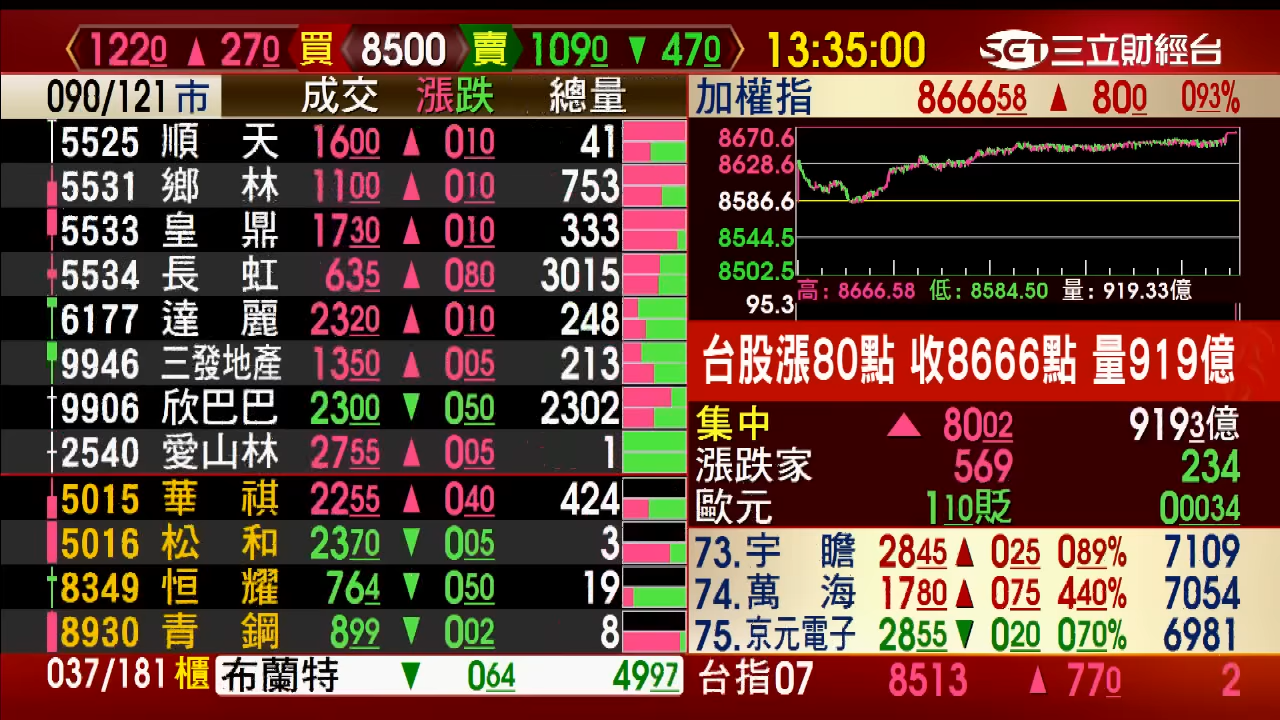 1220 ▲ 270 買 8500 賣 1090 ▼ 470 13:35:00 SET三立財經台
090/121 市 成交 漲跌 總量
5525 順天 1600 ▲ 010 41
5531 鄉林 1100 ▲ 010 753
5533 皇鼎 1730 ▲ 010 333
5534 長虹 635 ▲ 080 3015
6177 達麗 2320 ▲ 010 248
9946 三發地產 1350 ▲ 005 213
9906 欣巴巴 2300 ▼ 050 2302
2540 愛山林 2755 ▲ 005 1
5015 華祺 2255 ▲ 040 424
5016 松和 2370 ▼ 005 3
8349 恒耀 764 ▼ 050 19
8930 青鋼 899 ▼ 002 8
037/181 櫃 布蘭特 ▼ 064 4997
加權指 866658 ▲ 800 093%
8670.6
8628.6
8586.6
8544.5
8502.5
高: 8666.58 低: 8584.50 量: 919.33億
95.3
台股漲80點 收8666點 量919億
集中 ▲ 8002 9193億
漲跌家 569 234
歐元 110貶 00034
73.宇瞻 2845 ▲ 025 089% 7109
74.萬海 1780 ▲ 075 440% 7054
75.京元電子 2855 ▼ 020 070% 6981
台指07 8513 ▲ 770 2